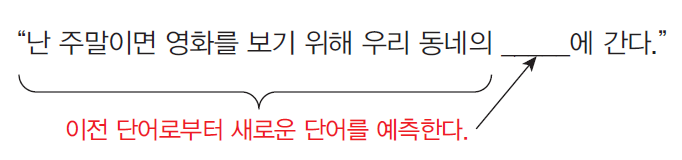 “난 주말이면 영화를 보기 위해 우리 동네의 _____에 간다.”
이전 단어로부터 새로운 단어를 예측한다.